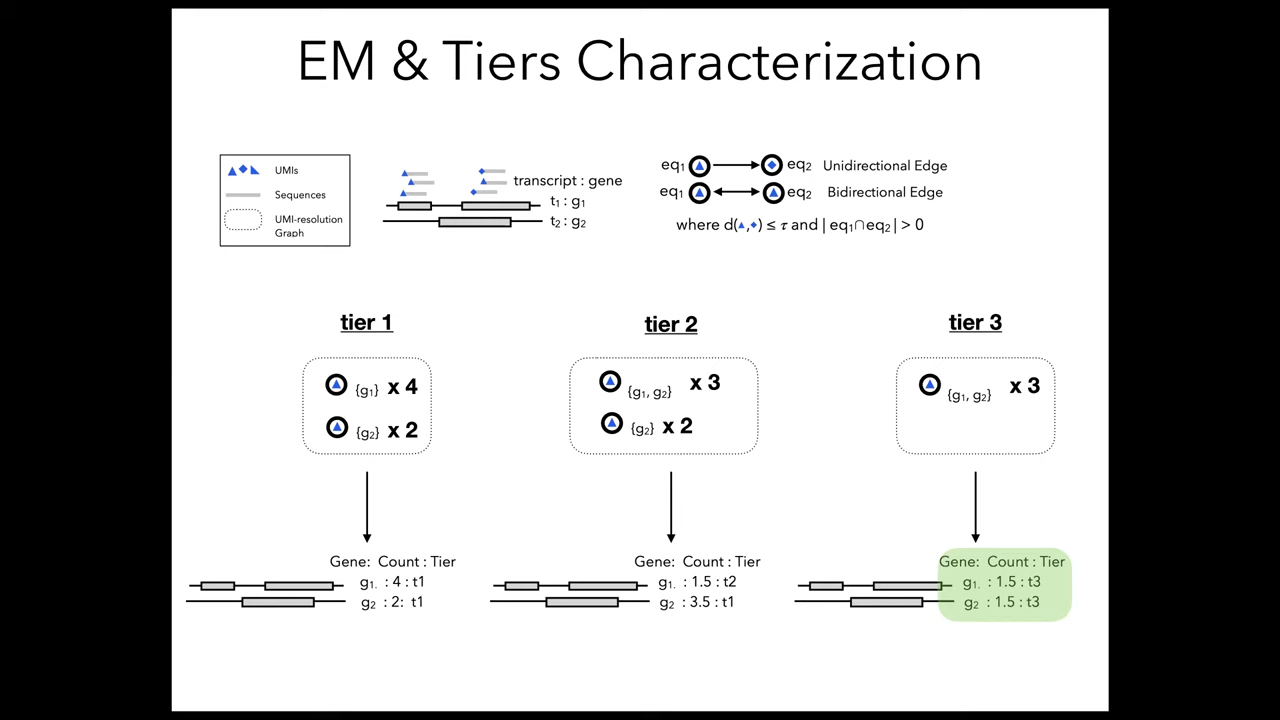 EM & Tiers Characterization
UMIs
Sequences
UMI-resolution
Graph
transcript : gene
t1 : g1
t2 : g2
eq1 eq2 Unidirectional Edge
eq1 eq2 Bidirectional Edge
where d( , ) ≤ τ and | eq1∩eq2 | > 0
tier 1
{g1} x 4
{g2} x 2
Gene: Count : Tier
g1. : 4 : t1
g2 : 2: t1
tier 2
{g1, g2} x 3
{g2} x 2
Gene: Count : Tier
g1. : 1.5 : t2
g2 : 3.5 : t1
tier 3
{g1, g2} x 3
Gene: Count : Tier
g1. : 1.5 : t3
g2 : 1.5 : t3